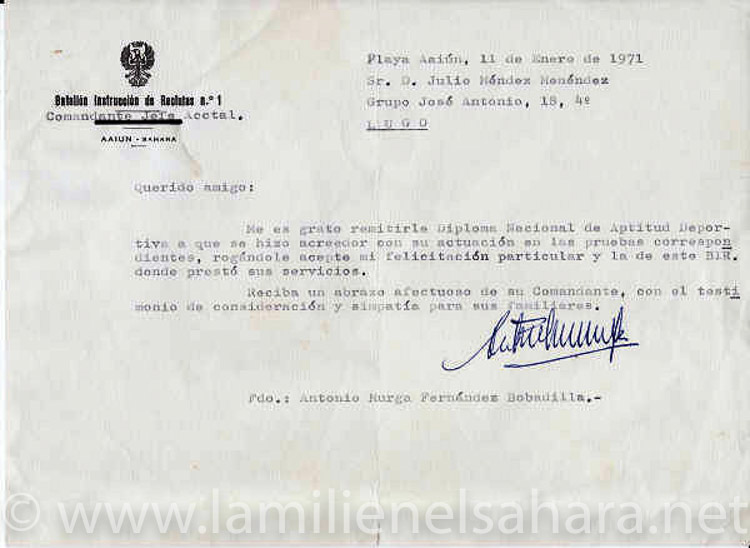 Batallón Instrucción de Reclutas n.º 1
Comandante Jefe Acctal.
AAIUN - SAHARA
Playa Aaiún, 11 de Enero de 1971
Sr. D. Julio Méndez Menéndez
Grupo José Antonio, 18, 4º
LUGO
Querido amigo:
Me es grato remitirle Diploma Nacional de Aptitud Depor-
tiva a que se hizo acreedor con su actuación en las pruebas correspon
dientes, rogándole acepte mi felicitación particular y la de este BIR.
donde prestó sus servicios.
Reciba un abrazo afectuoso de su Comandante, con el testi
monio de consideración y simpatía para sus familiares.
Fdo.: Antonio Murga Fernández Bobadilla.-
© www.lamilienelsahara.net